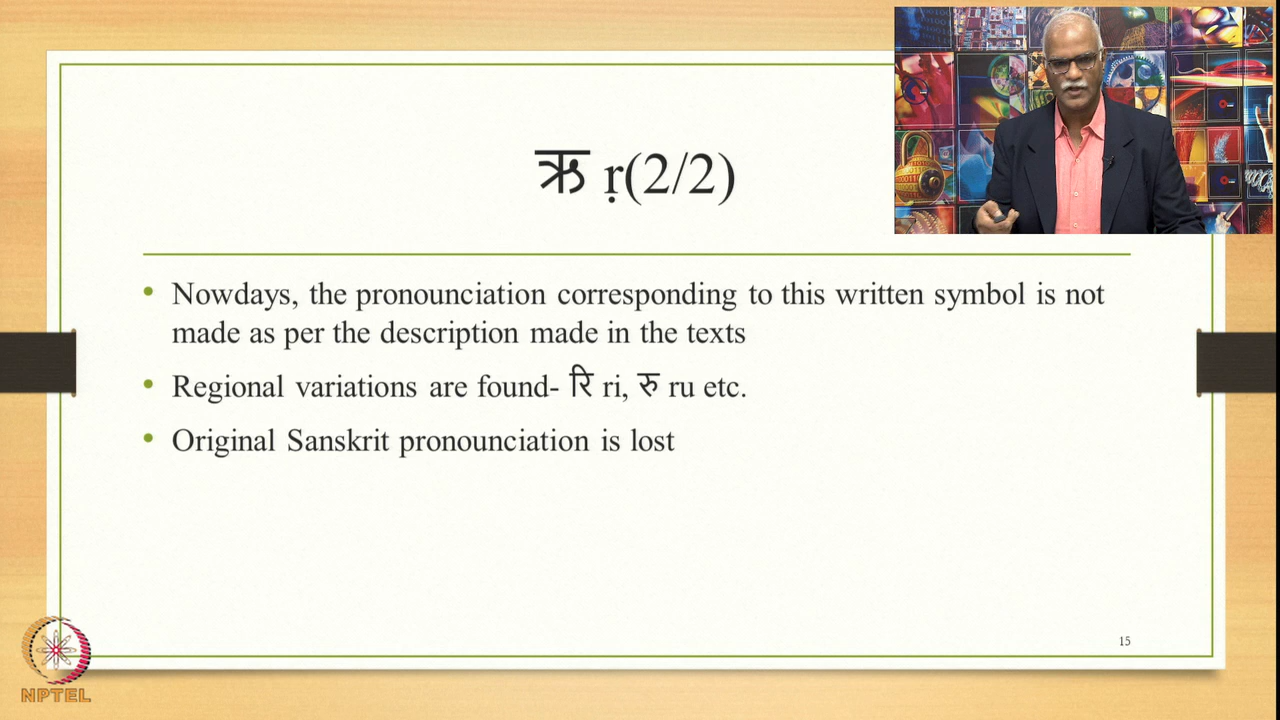 ऋ ṛ(2/2)
• Nowdays, the pronounciation corresponding to this written symbol is not
made as per the description made in the texts
• Regional variations are found- रि ri, रु ru etc.
• Original Sanskrit pronounciation is lost
15
NPTEL